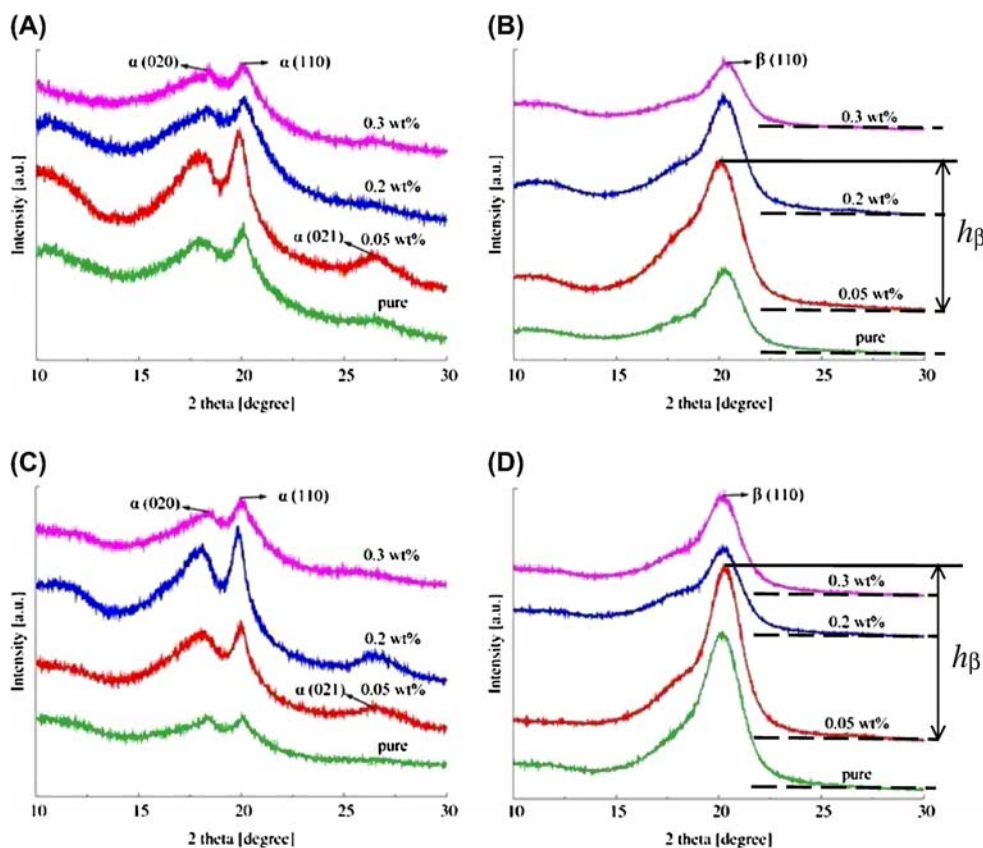 (A)
Intensity [a.u.]
α (020)
α (110)
0.3 wt%
0.2 wt%
α (021)
0.05 wt%
pure
10 15 20 25 30
2 theta [degree]
(B)
Intensity [a.u.]
β (110)
0.3 wt%
0.2 wt%
0.05 wt%
pure
hβ
10 15 20 25 30
2 theta [degree]
(C)
Intensity [a.u.]
α (020)
α (110)
0.3 wt%
0.2 wt%
α (021)
0.05 wt%
pure
10 15 20 25 30
2 theta [degree]
(D)
Intensity [a.u.]
β (110)
0.3 wt%
0.2 wt%
0.05 wt%
pure
hβ
10 15 20 25 30
2 theta [degree]